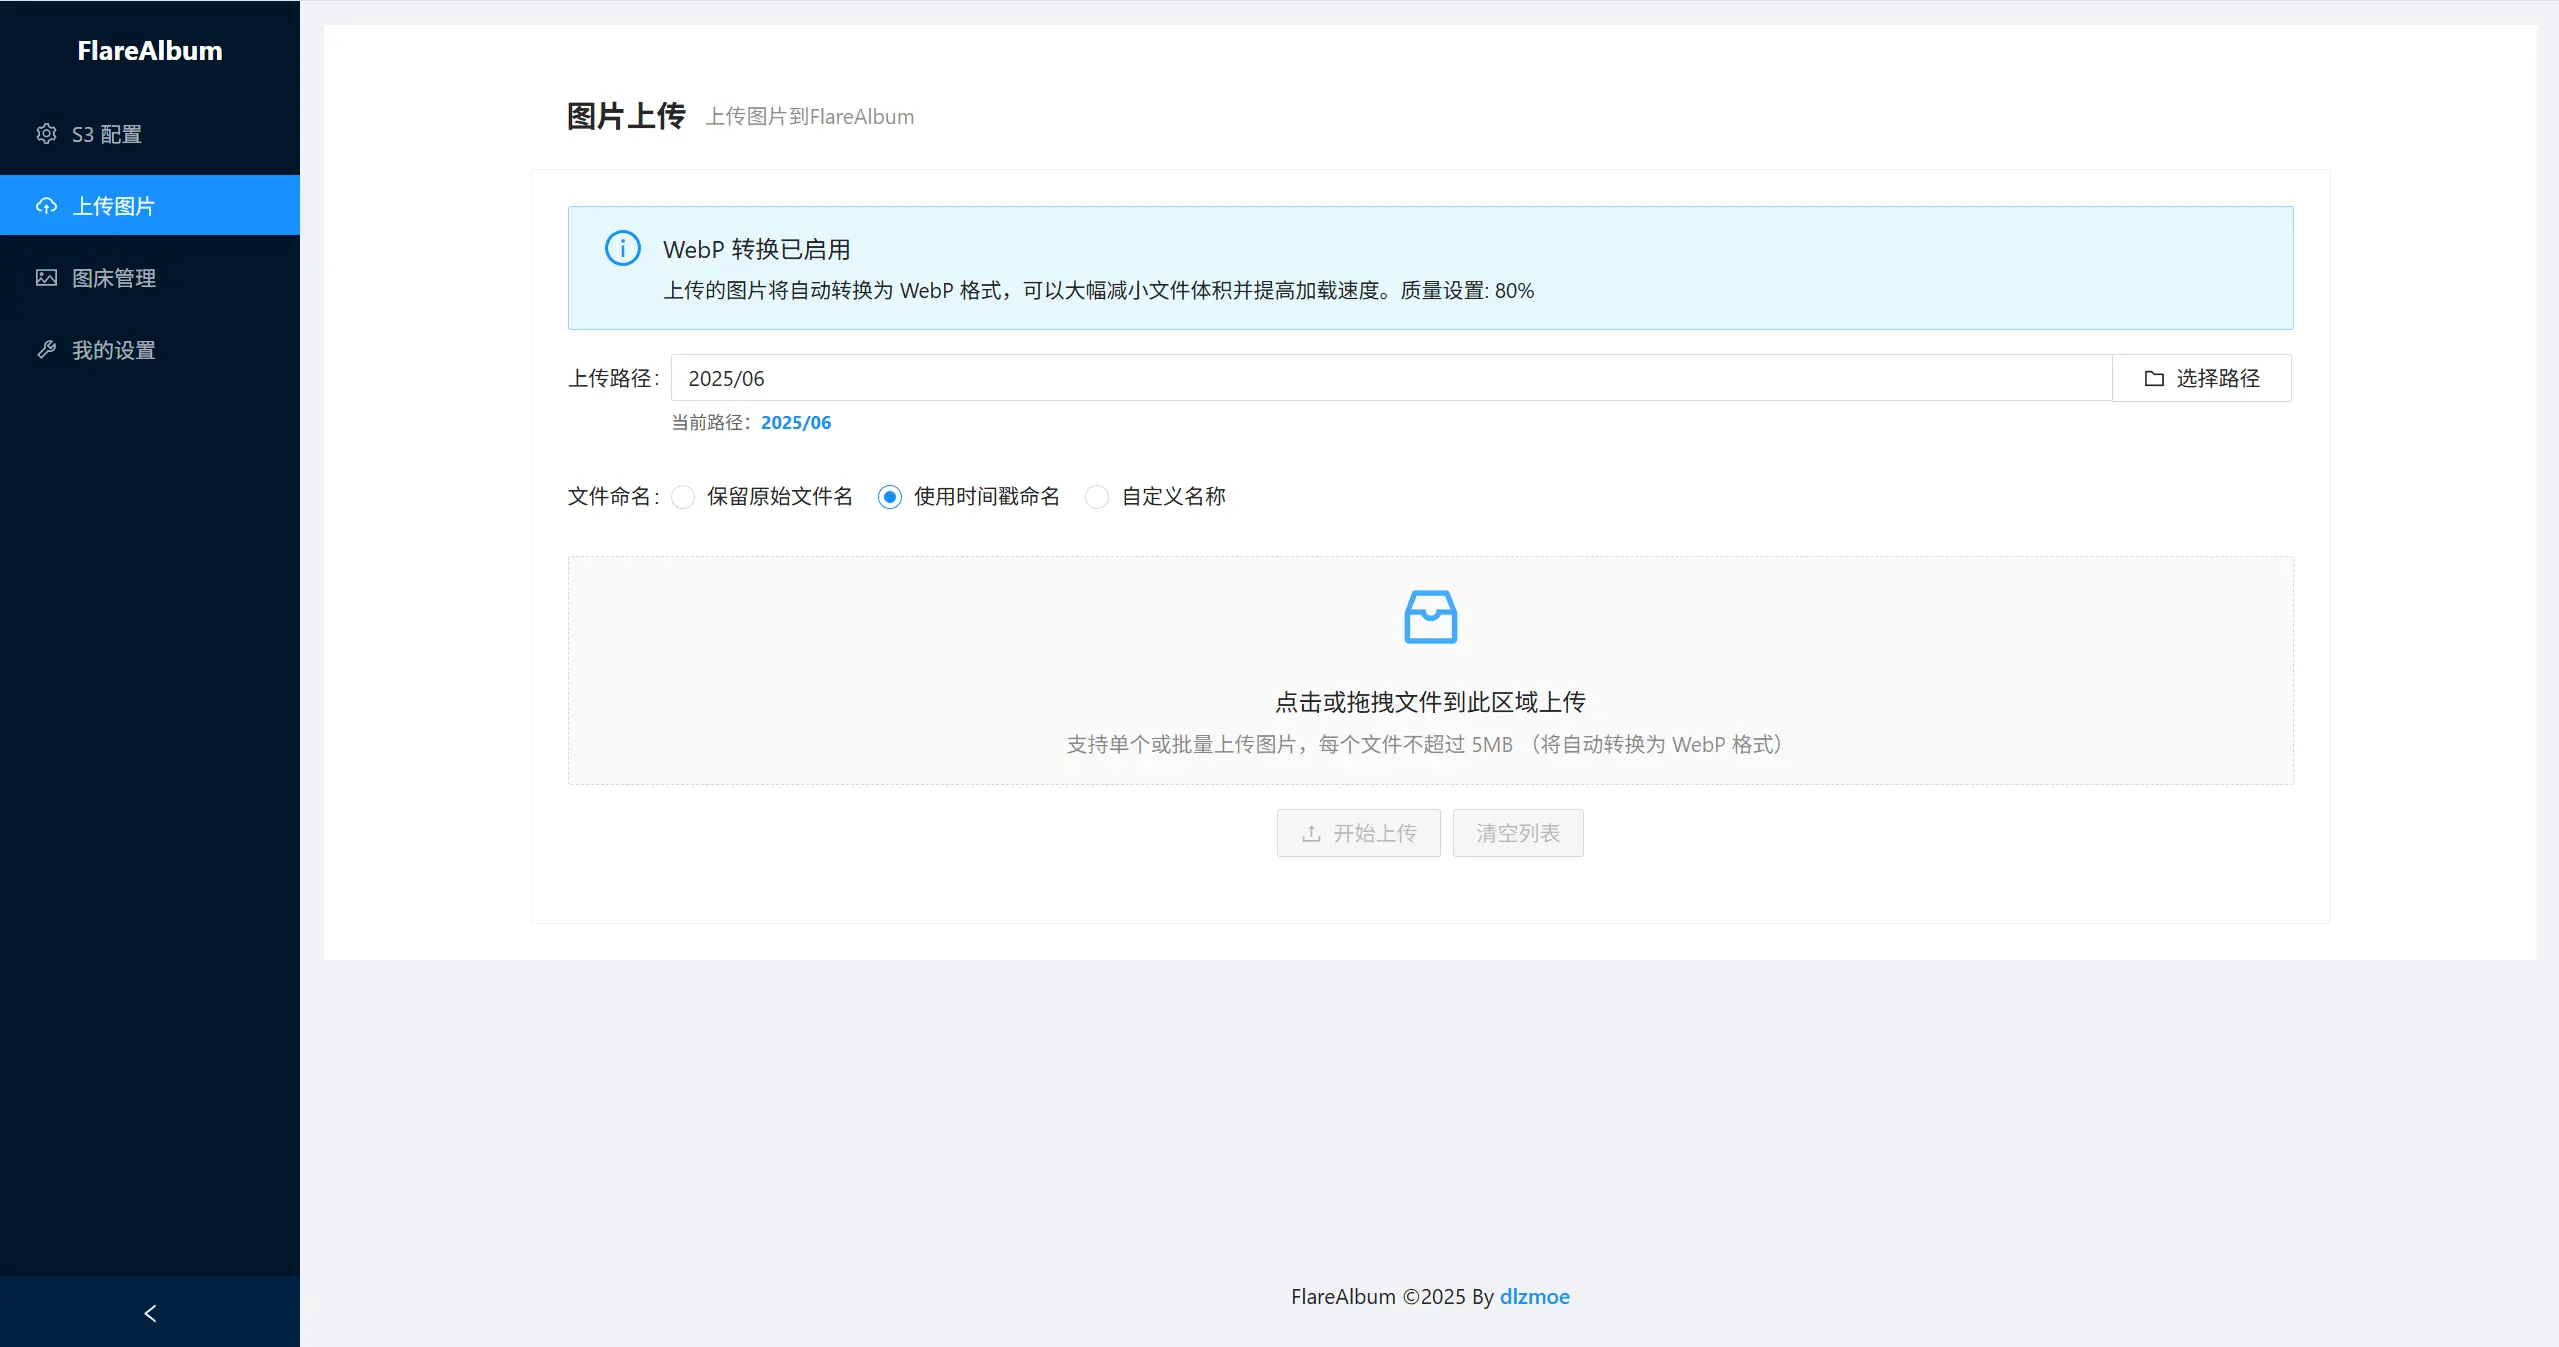 FlareAlbum
S3 配置
上传图片
图床管理
我的设置
图片上传 上传图片到FlareAlbum
WebP 转换已启用
上传的图片将自动转换为 WebP 格式，可以大幅减小文件体积并提高加载速度。质量设置: 80%
上传路径: 2025/06 选择路径
当前路径：2025/06
文件命名: 保留原始文件名 使用时间戳命名 自定义名称
点击或拖拽文件到此区域上传
支持单个或批量上传图片，每个文件不超过 5MB （将自动转换为 WebP 格式）
开始上传 清空列表
FlareAlbum ©2025 By dlzmoe